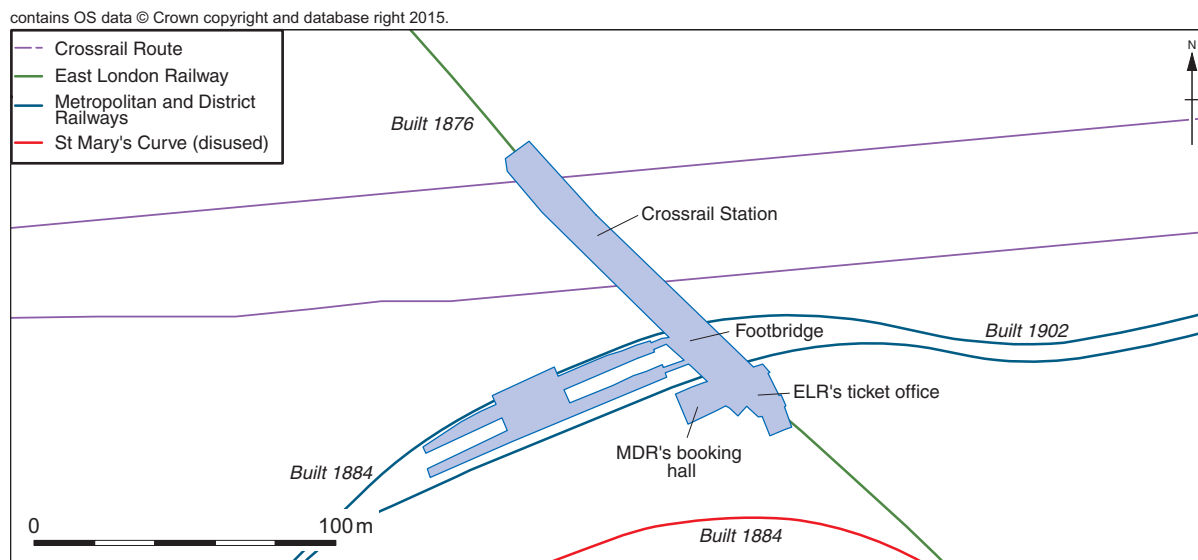 contains OS data © Crown copyright and database right 2015.
Crossrail Route
East London Railway
Metropolitan and District
Railways
St Mary's Curve (disused)
N
Built 1876
Crossrail Station
Footbridge
Built 1902
ELR's ticket office
MDR's booking
hall
Built 1884
0
100m
Built 1884